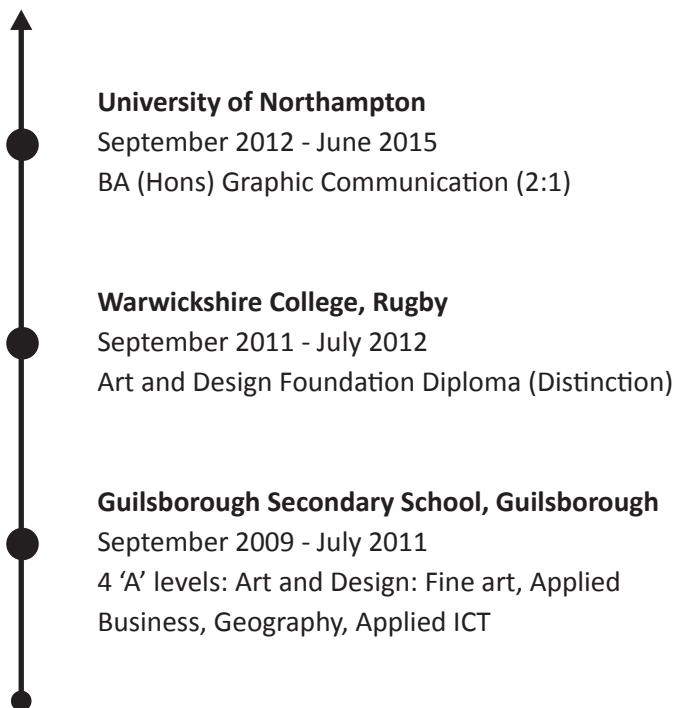 University of Northampton
September 2012 - June 2015
BA (Hons) Graphic Communication (2:1)
Warwickshire College, Rugby
September 2011 - July 2012
Art and Design Foundation Diploma (Distinction)
Guilsborough Secondary School, Guilsborough
September 2009 - July 2011
4 ‘A’ levels: Art and Design: Fine art, Applied
Business, Geography, Applied ICT